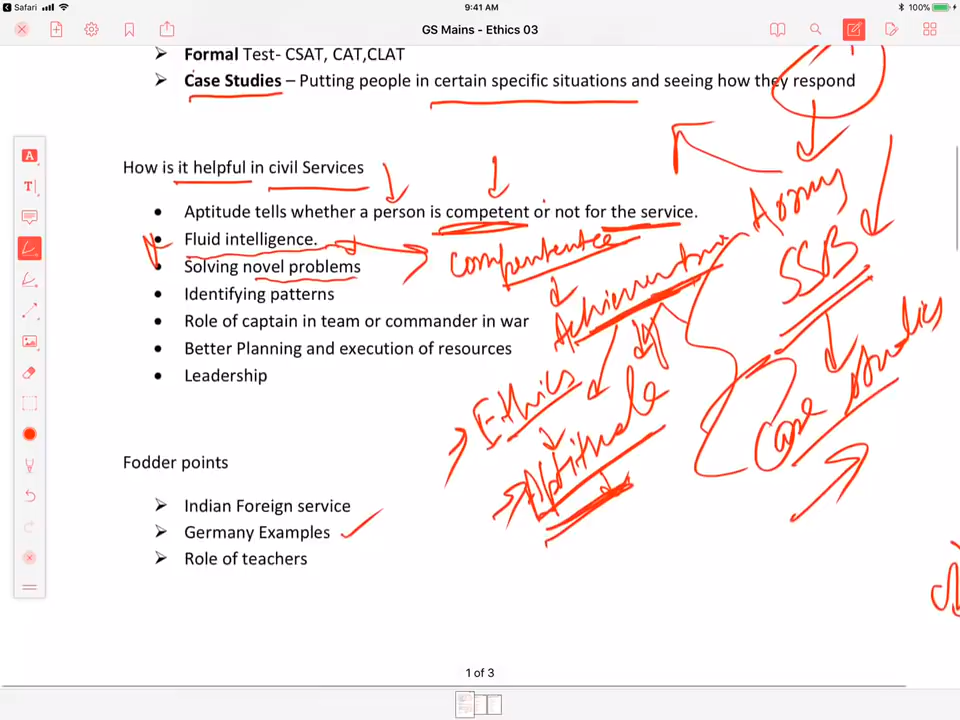 Safari 9:41 AM 100%
GS Mains - Ethics 03
➤ Formal Test- CSAT, CAT,CLAT
➤ Case Studies – Putting people in certain specific situations and seeing how they respond
How is it helpful in civil Services
• Aptitude tells whether a person is competent or not for the service.
• Fluid intelligence.
• Solving novel problems
• Identifying patterns
• Role of captain in team or commander in war
• Better Planning and execution of resources
• Leadership
Army
SSB
Case studies
Ethics
Aptitude
Fodder points
➤ Indian Foreign service
➤ Germany Examples
➤ Role of teachers
1 of 3
A
T